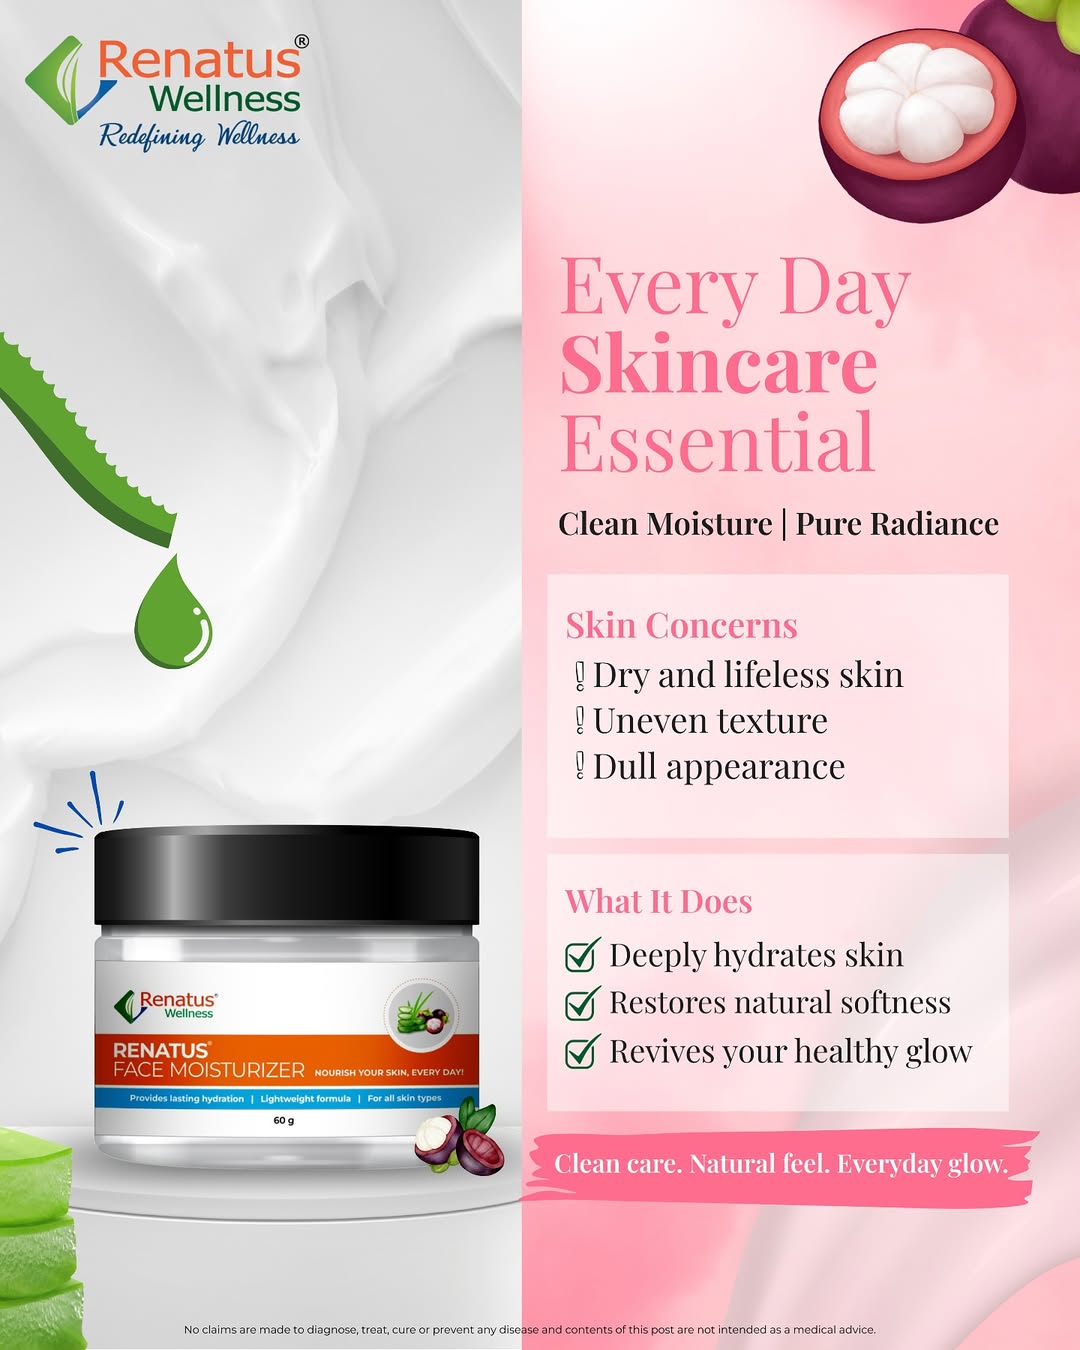 Renatus®
Wellness
Redefining Wellness
Every Day
Skincare
Essential
Clean Moisture | Pure Radiance
Skin Concerns
Dry and lifeless skin
Uneven texture
Dull appearance
What It Does
Deeply hydrates skin
Restores natural softness
Revives your healthy glow
Clean care. Natural feel. Everyday glow.
Renatus®
Wellness
RENATUS®
FACE MOISTURIZER NOURISH YOUR SKIN, EVERY DAY!
Provides lasting hydration | Lightweight formula | For all skin types
60 g
No claims are made to diagnose, treat, cure or prevent any disease and contents of this post are not intended as a medical advice.